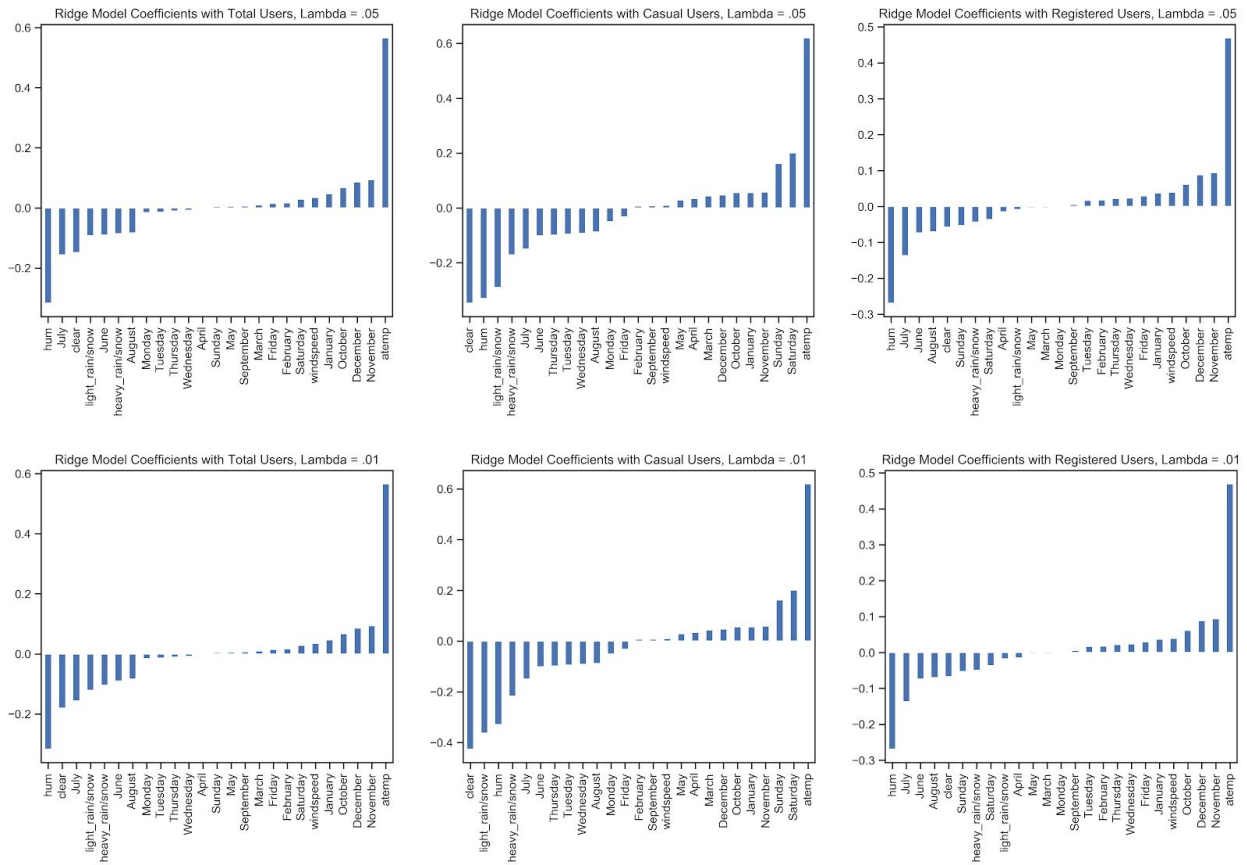 Ridge Model Coefficients with Total Users, Lambda = .05
0.6
0.4
0.2
0.0
−0.2
hum
July
clear
light_rain/snow
June
heavy_rain/snow
August
Monday
Tuesday
Thursday
Wednesday
April
Sunday
May
September
March
Friday
February
Saturday
windspeed
January
October
December
November
atemp
Ridge Model Coefficients with Casual Users, Lambda = .05
0.6
0.4
0.2
0.0
−0.2
clear
hum
light_rain/snow
heavy_rain/snow
July
June
Thursday
Tuesday
Wednesday
August
Monday
Friday
February
September
windspeed
May
April
March
December
October
January
November
Sunday
Saturday
atemp
Ridge Model Coefficients with Registered Users, Lambda = .05
0.5
0.4
0.3
0.2
0.1
0.0
−0.1
−0.2
−0.3
hum
July
June
August
clear
Sunday
heavy_rain/snow
Saturday
April
light_rain/snow
May
March
Monday
September
Tuesday
February
Thursday
Wednesday
Friday
January
windspeed
October
December
November
atemp
Ridge Model Coefficients with Total Users, Lambda = .01
0.6
0.4
0.2
0.0
−0.2
hum
clear
July
light_rain/snow
heavy_rain/snow
June
August
Monday
Tuesday
Thursday
Wednesday
April
Sunday
May
September
March
Friday
February
Saturday
windspeed
January
October
December
November
atemp
Ridge Model Coefficients with Casual Users, Lambda = .01
0.6
0.4
0.2
0.0
−0.2
−0.4
clear
light_rain/snow
hum
heavy_rain/snow
July
June
Thursday
Tuesday
Wednesday
August
Monday
Friday
February
September
windspeed
May
April
March
December
October
January
November
Sunday
Saturday
atemp
Ridge Model Coefficients with Registered Users, Lambda = .01
0.5
0.4
0.3
0.2
0.1
0.0
−0.1
−0.2
−0.3
hum
July
June
August
clear
Sunday
heavy_rain/snow
Saturday
light_rain/snow
April
May
March
Monday
September
Tuesday
February
Thursday
Wednesday
Friday
January
windspeed
October
December
November
atemp